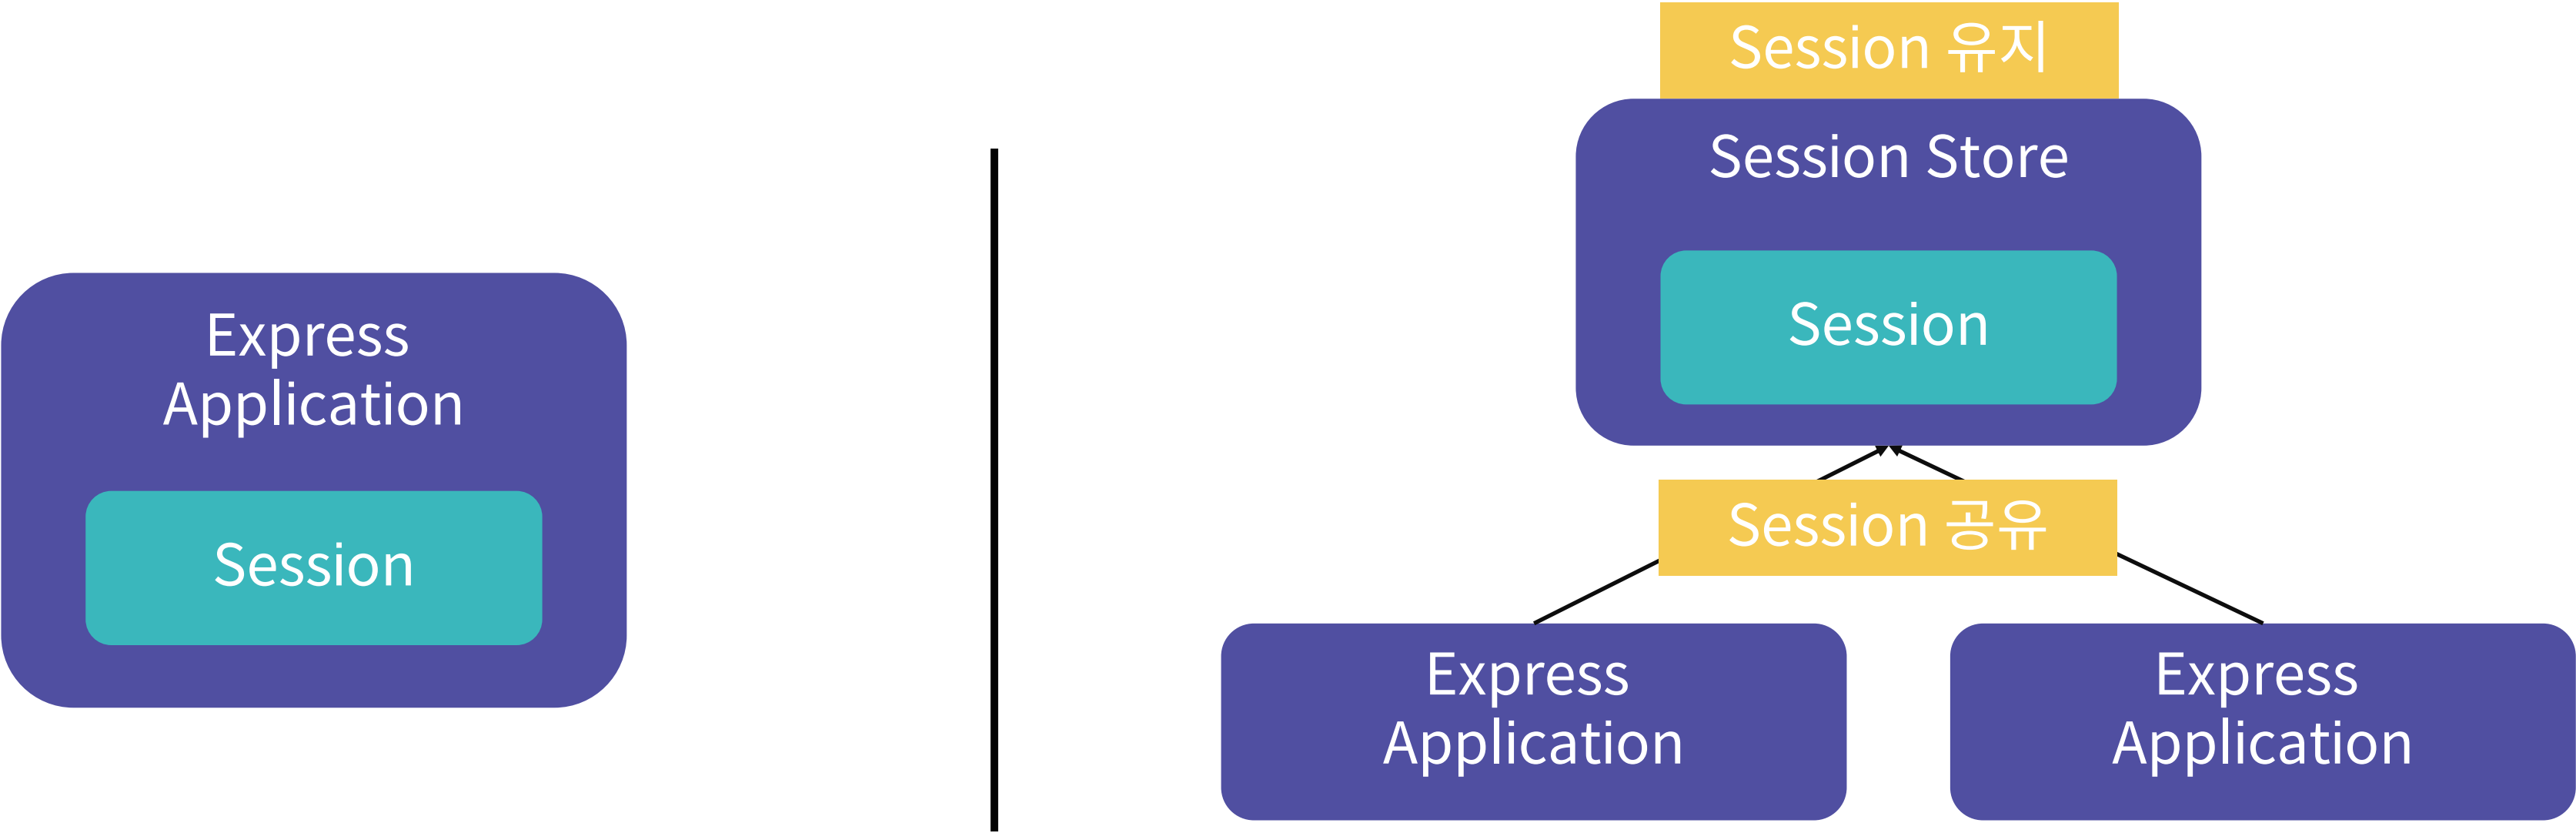 Express
Application
Session
Session 유지
Session Store
Session
Session 공유
Express
Application
Express
Application